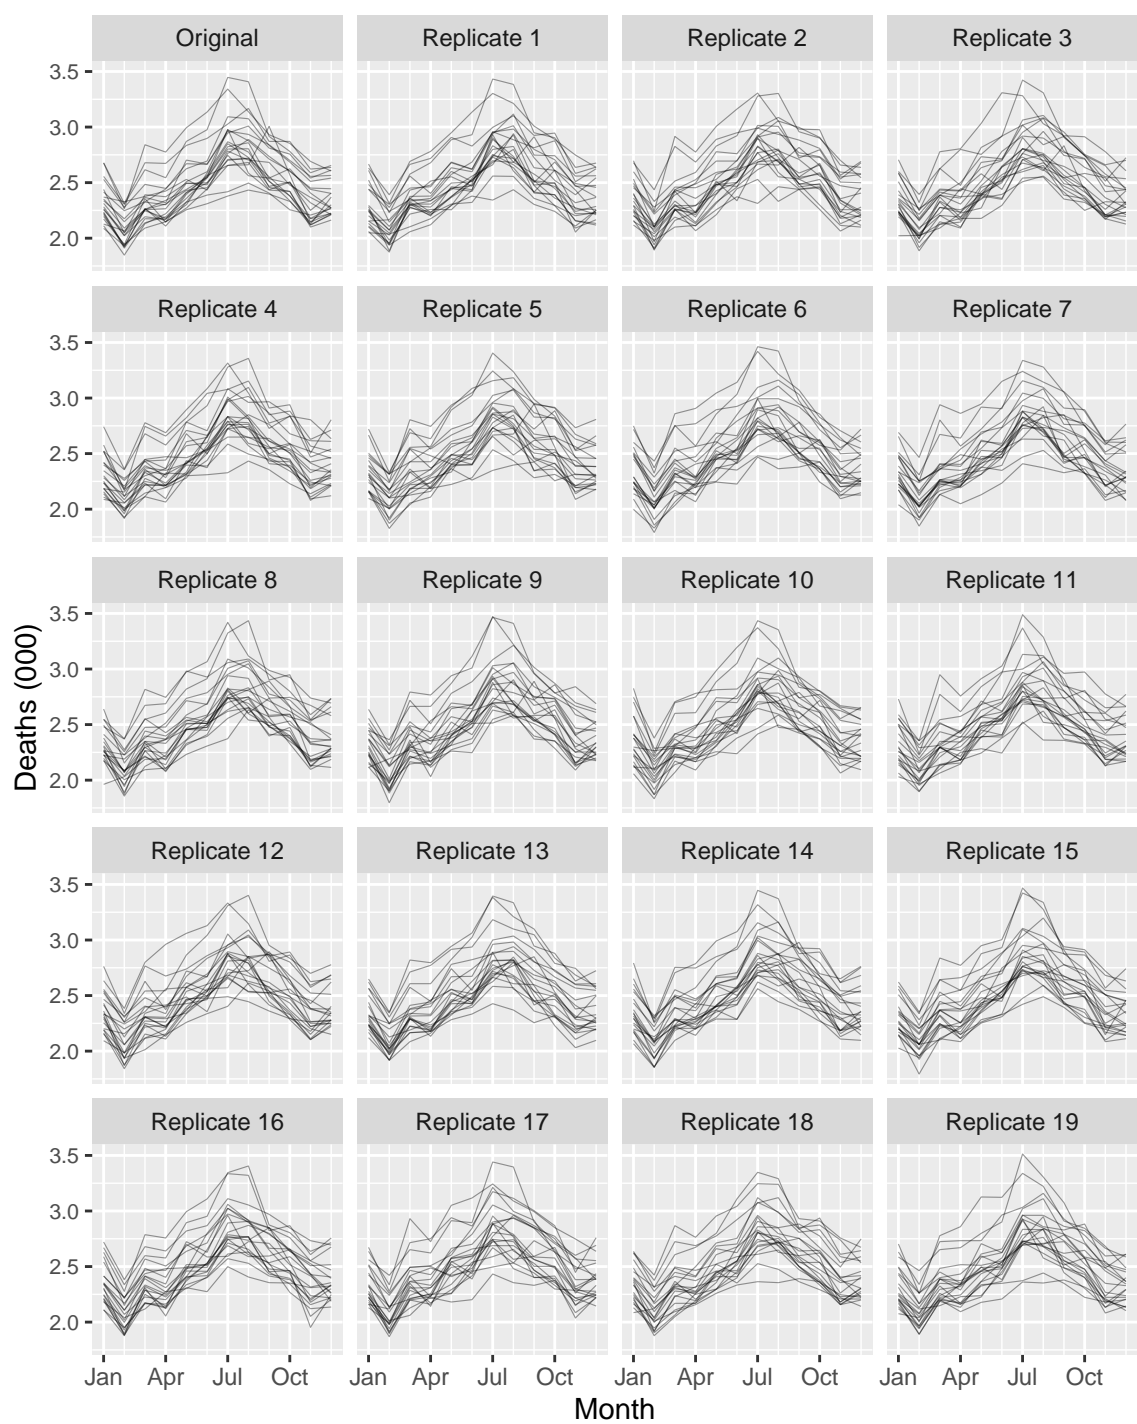 Original Replicate 1 Replicate 2 Replicate 3
3.5
3.0
2.5
2.0
Replicate 4 Replicate 5 Replicate 6 Replicate 7
3.5
3.0
2.5
2.0
Replicate 8 Replicate 9 Replicate 10 Replicate 11
3.5
3.0
2.5
2.0
Deaths (000)
Replicate 12 Replicate 13 Replicate 14 Replicate 15
3.5
3.0
2.5
2.0
Replicate 16 Replicate 17 Replicate 18 Replicate 19
3.5
3.0
2.5
2.0
Jan Apr Jul Oct Jan Apr Jul Oct Jan Apr Jul Oct Jan Apr Jul Oct
Month